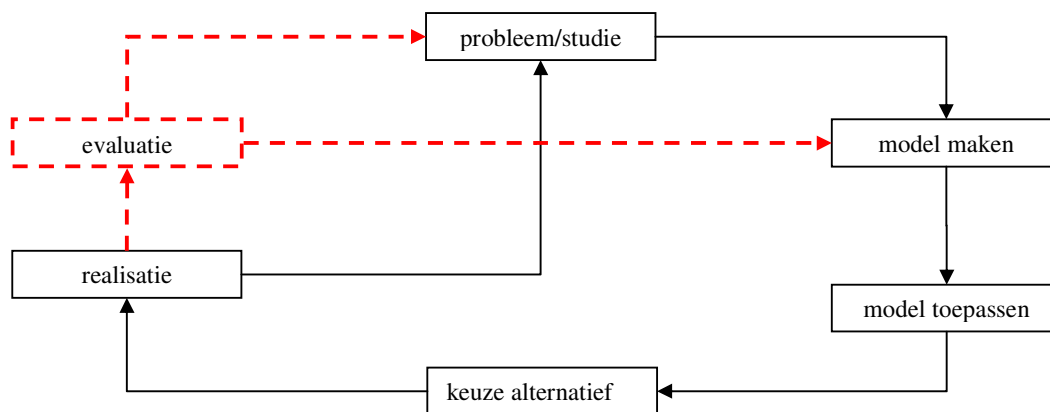 probleem/studie
evaluatie
model maken
realisatie
model toepassen
keuze alternatief